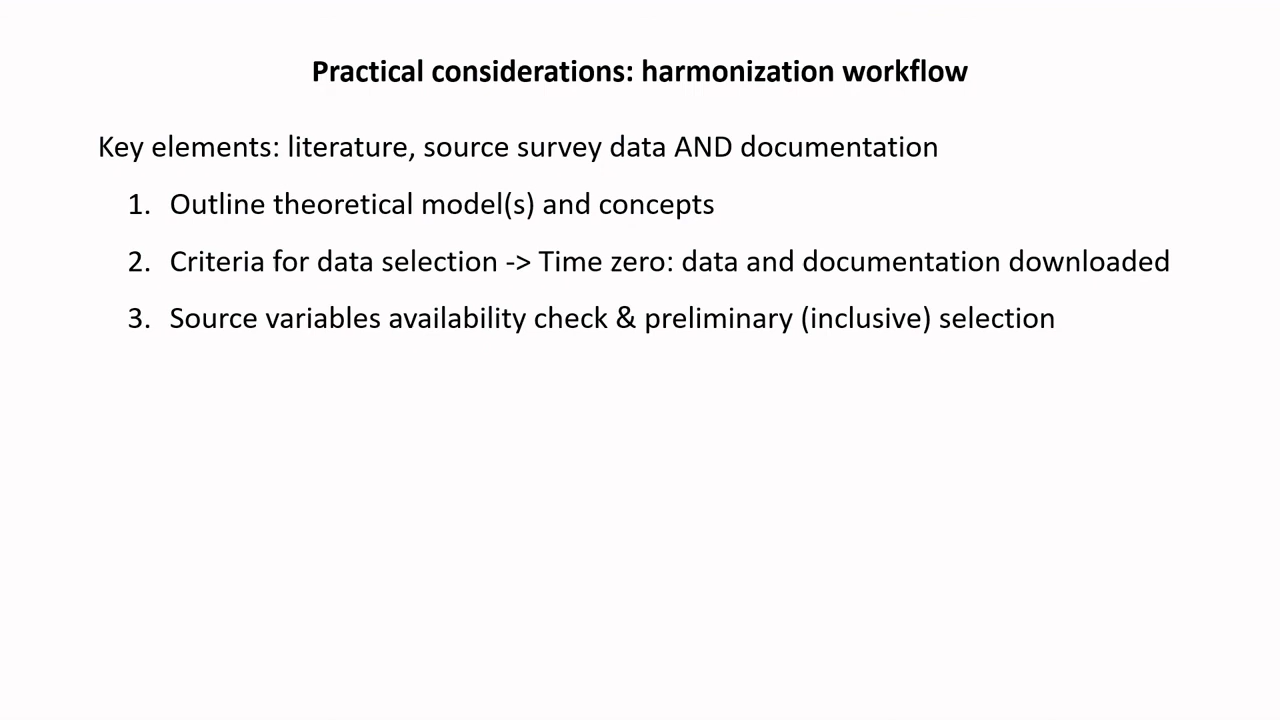 Practical considerations: harmonization workflow
Key elements: literature, source survey data AND documentation
1. Outline theoretical model(s) and concepts
2. Criteria for data selection -> Time zero: data and documentation downloaded
3. Source variables availability check & preliminary (inclusive) selection